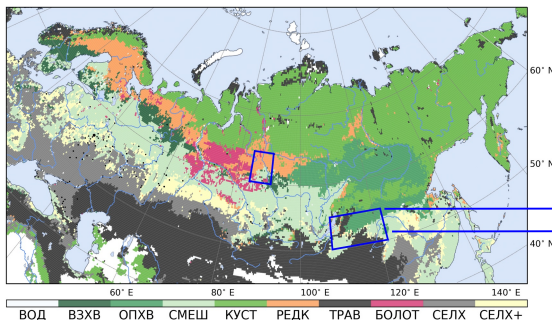 60° N
50° N
40° N
60° E 80° E 100° E 120° E 140° E
ВОД ВЗХВ ОПХВ СМЕШ КУСТ РЕДК ТРАВ БОЛОТ СЕЛХ СЕЛХ+